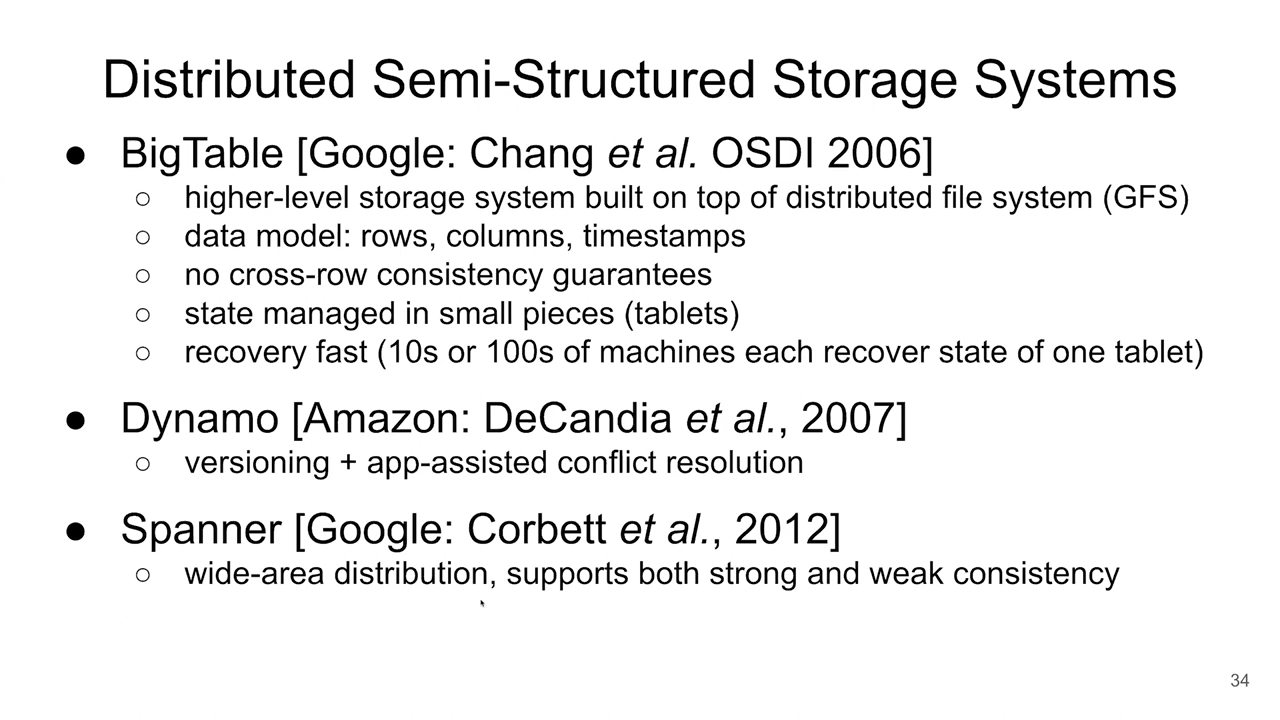 Distributed Semi-Structured Storage Systems
● BigTable [Google: Chang et al. OSDI 2006]
○ higher-level storage system built on top of distributed file system (GFS)
○ data model: rows, columns, timestamps
○ no cross-row consistency guarantees
○ state managed in small pieces (tablets)
○ recovery fast (10s or 100s of machines each recover state of one tablet)
● Dynamo [Amazon: DeCandia et al., 2007]
○ versioning + app-assisted conflict resolution
● Spanner [Google: Corbett et al., 2012]
○ wide-area distribution, supports both strong and weak consistency
34